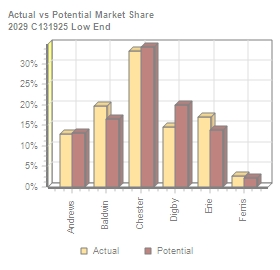 Actual vs Potential Market Share
2029 C131925 Low End
30%
25%
20%
15%
10%
5%
0%
Andrews
Baldwin
Chester
Digby
Erie
Ferris
Actual
Potential